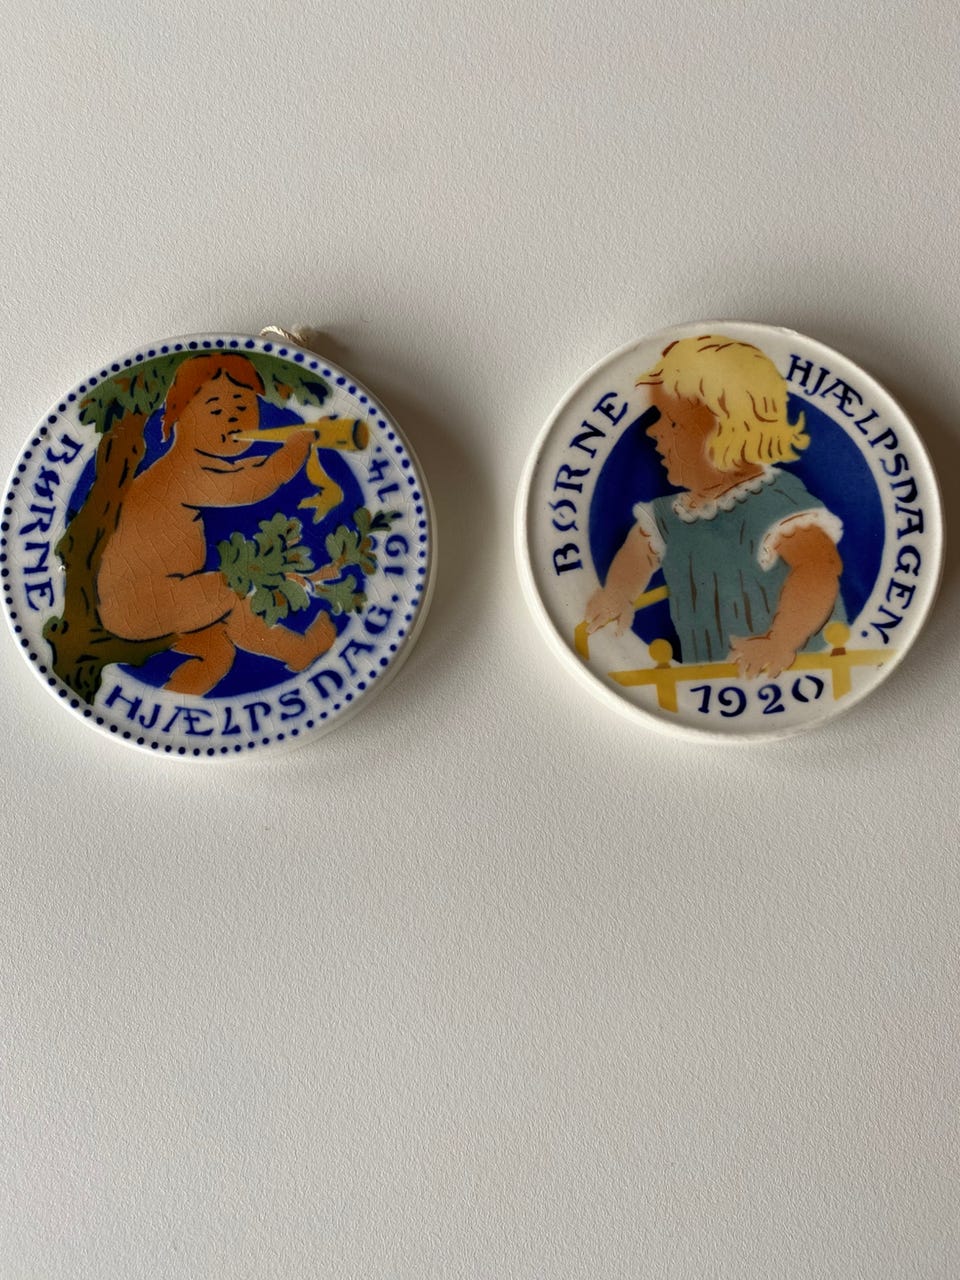 BØRNE HJÆLPSDAG. 1914.
BØRNE HJÆLPSDAGEN.
1920